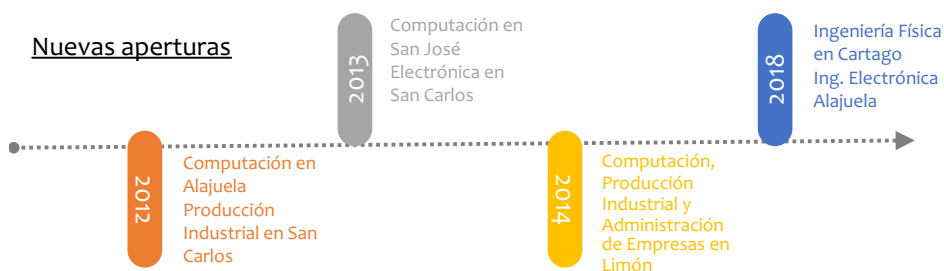 Nuevas aperturas
2012
Computación en
Alajuela
Producción
Industrial en San
Carlos
2013
Computación en
San José
Electrónica en
San Carlos
2014
Computación,
Producción
Industrial y
Administración
de Empresas en
Limón
2018
Ingeniería Física
en Cartago
Ing. Electrónica
Alajuela